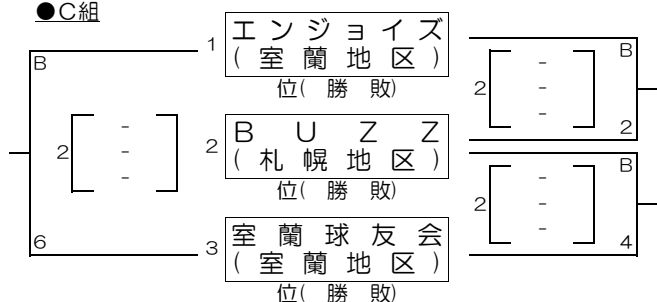 ●C組
1 エンジョイズ
(室蘭地区)
位( 勝 敗)
2 BUZZ
(札幌地区)
位( 勝 敗)
3 室蘭球友会
(室蘭地区)
位( 勝 敗)
B
2 [ - - - ]
6
B
2 [ - - - ]
2
B
2 [ - - - ]
4